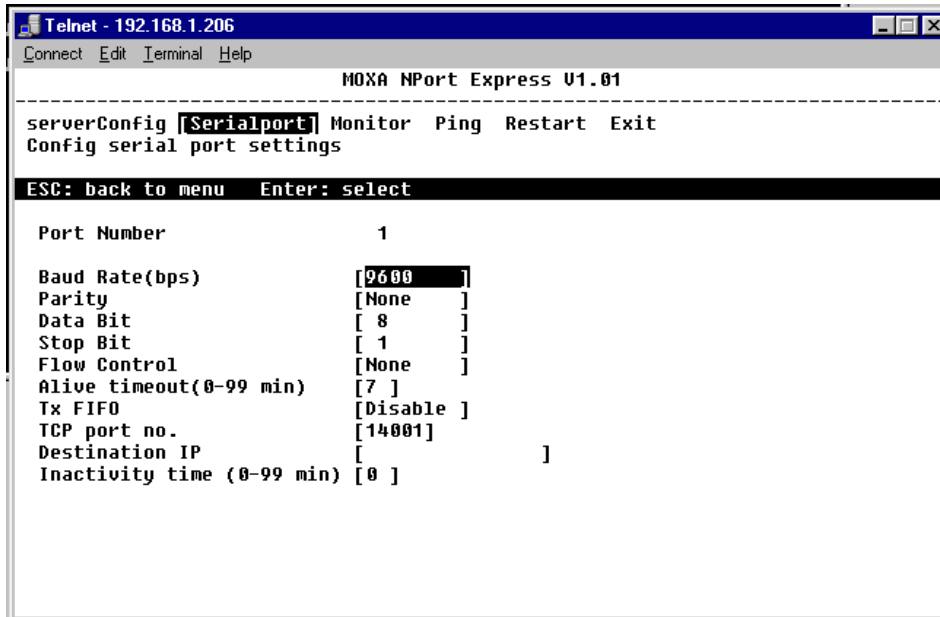 Telnet - 192.168.1.206
Connect Edit Terminal Help
MOXA NPort Express V1.01
--------------------------------------------------------------------------------
serverConfig [Serialport] Monitor Ping Restart Exit
Config serial port settings
ESC: back to menu Enter: select
Port Number 1
Baud Rate(bps) [9600 ]
Parity [None ]
Data Bit [ 8 ]
Stop Bit [ 1 ]
Flow Control [None ]
Alive timeout(0-99 min) [7 ]
Tx FIFO [Disable ]
TCP port no. [14001]
Destination IP [ ]
Inactivity time (0-99 min) [0 ]